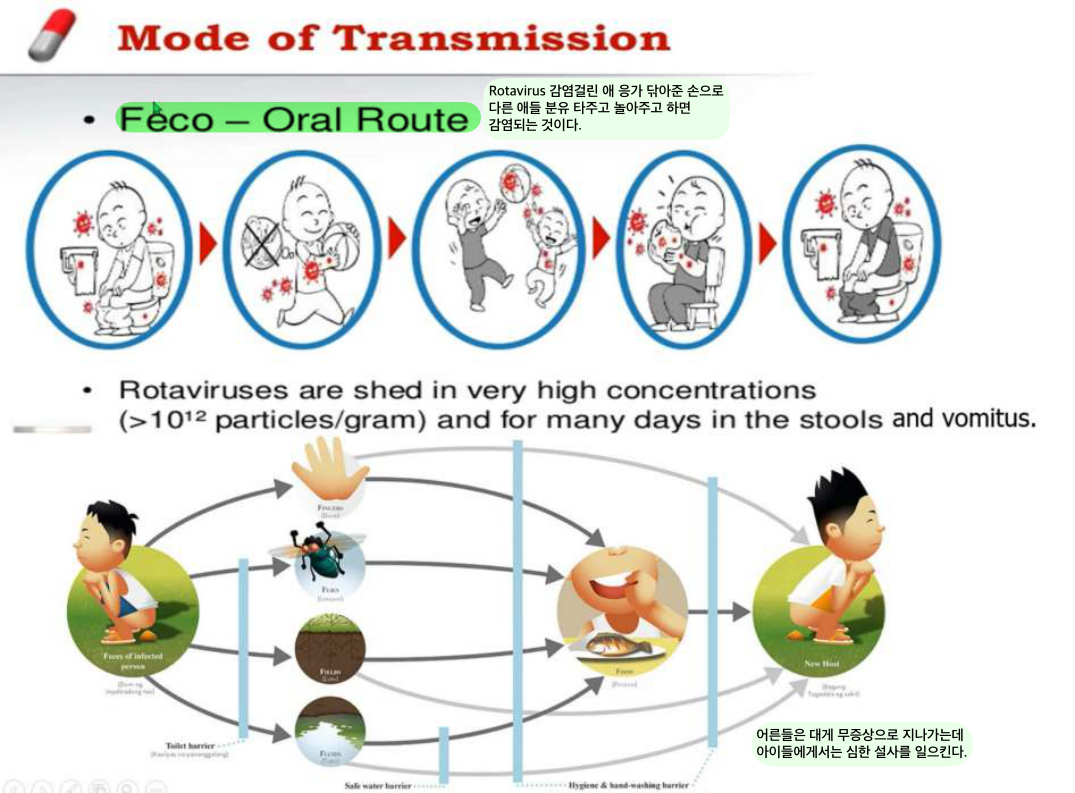 Mode of Transmission
• Feco – Oral Route
Rotavirus 감염걸린 애 응가 닦아준 손으로
다른 애들 분유 타주고 놀아주고 하면
감염되는 것이다.
• Rotaviruses are shed in very high concentrations
(>10¹² particles/gram) and for many days in the stools and vomitus.
Fingers
Flies
Faeces of infected
person
Fields
Food
New Host
Fluids
Toilet barrier
Safe water barrier
Hygiene & hand-washing barrier
어른들은 대게 무증상으로 지나가는데
아이들에게서는 심한 설사를 일으킨다.